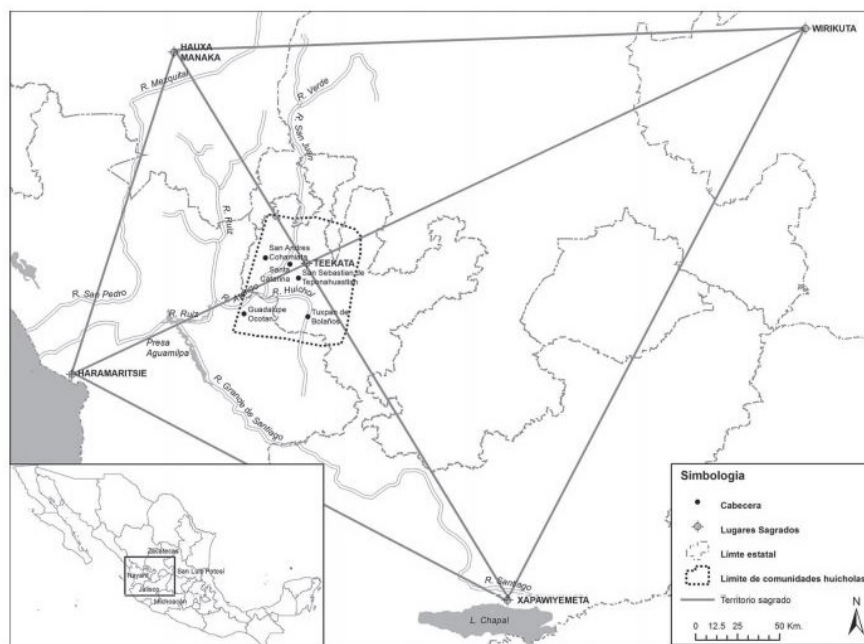 HAUXA
MANAKA
WIRIKUTA
R. Mezquital
R. Verde
R. San Juan
R. Ruiz
San Andres
Cohamiata
TEEKATA
Santa
Catarina
San Sebastian de
Teponahuastlan
R. Huichol
R. San Pedro
R. Ruiz
Guadalupe
Ocotan
Tuxpan de
Bolaños
Presa
Aguamilpa
HARAMARITSIE
R. Grande de Santiago
R. Santiago
XAPAWIYEMETA
L. Chapal
Zacatecas
San Luis Potosí
Nayarit
Jalisco
Michoacán
Simbologia
Cabecera
Lugares Sagrados
Límte estatal
Límite de comunidades huicholas
Territorio sagrado
0 12.5 25 50 Km.
N